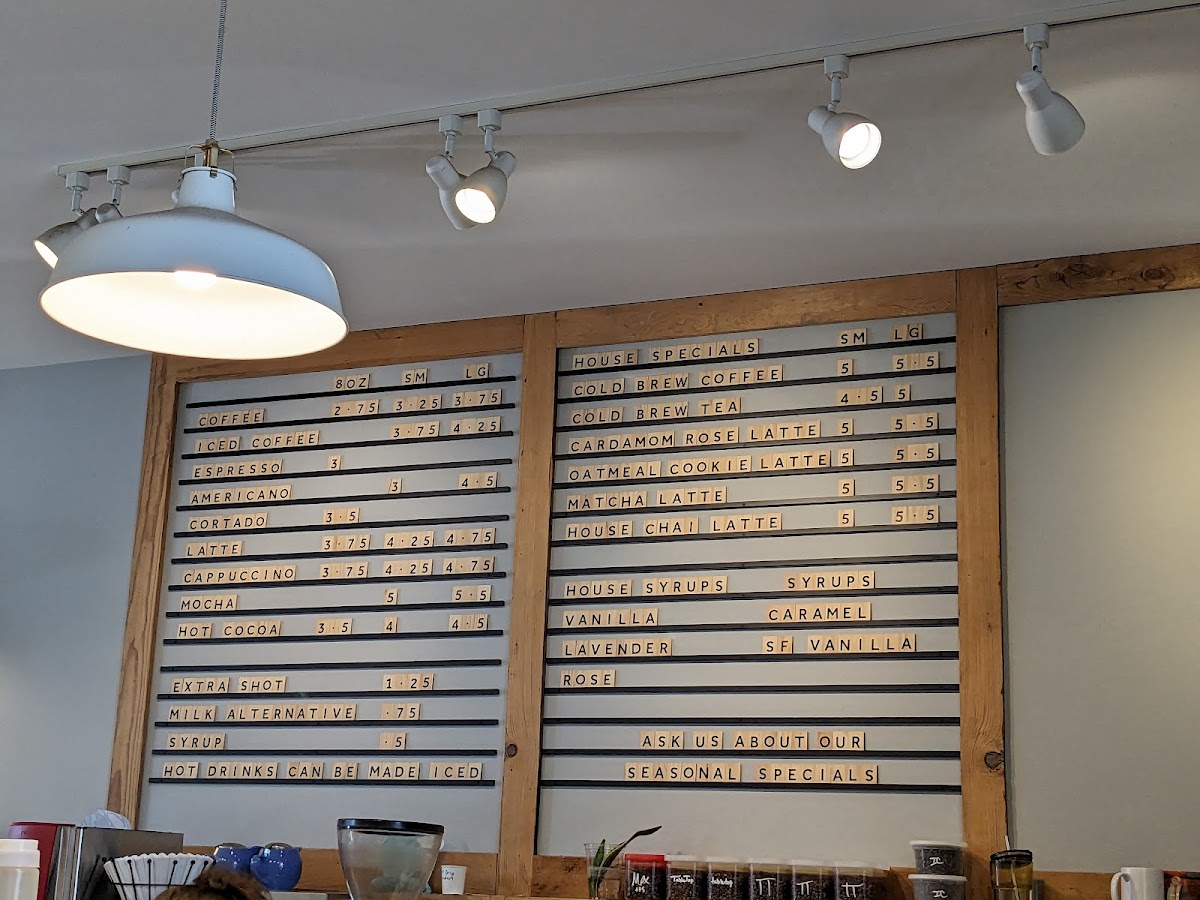 8OZ SM LG
COFFEE 2.75 3.25 3.75
ICED COFFEE 3.75 4.25
ESPRESSO 3
AMERICANO 3 4.5
CORTADO 3.5
LATTE 3.75 4.25 4.75
CAPPUCCINO 3.75 4.25 4.75
MOCHA 5 5.5
HOT COCOA 3.5 4 4.5
EXTRA SHOT 1.25
MILK ALTERNATIVE .75
SYRUP .5
HOT DRINKS CAN BE MADE ICED
HOUSE SPECIALS SM LG
COLD BREW COFFEE 5 5.5
COLD BREW TEA 4.5 5
CARDAMOM ROSE LATTE 5 5.5
OATMEAL COOKIE LATTE 5 5.5
MATCHA LATTE 5 5.5
HOUSE CHAI LATTE 5 5.5
HOUSE SYRUPS SYRUPS
VANILLA CARAMEL
LAVENDER SF VANILLA
ROSE
ASK US ABOUT OUR
SEASONAL SPECIALS